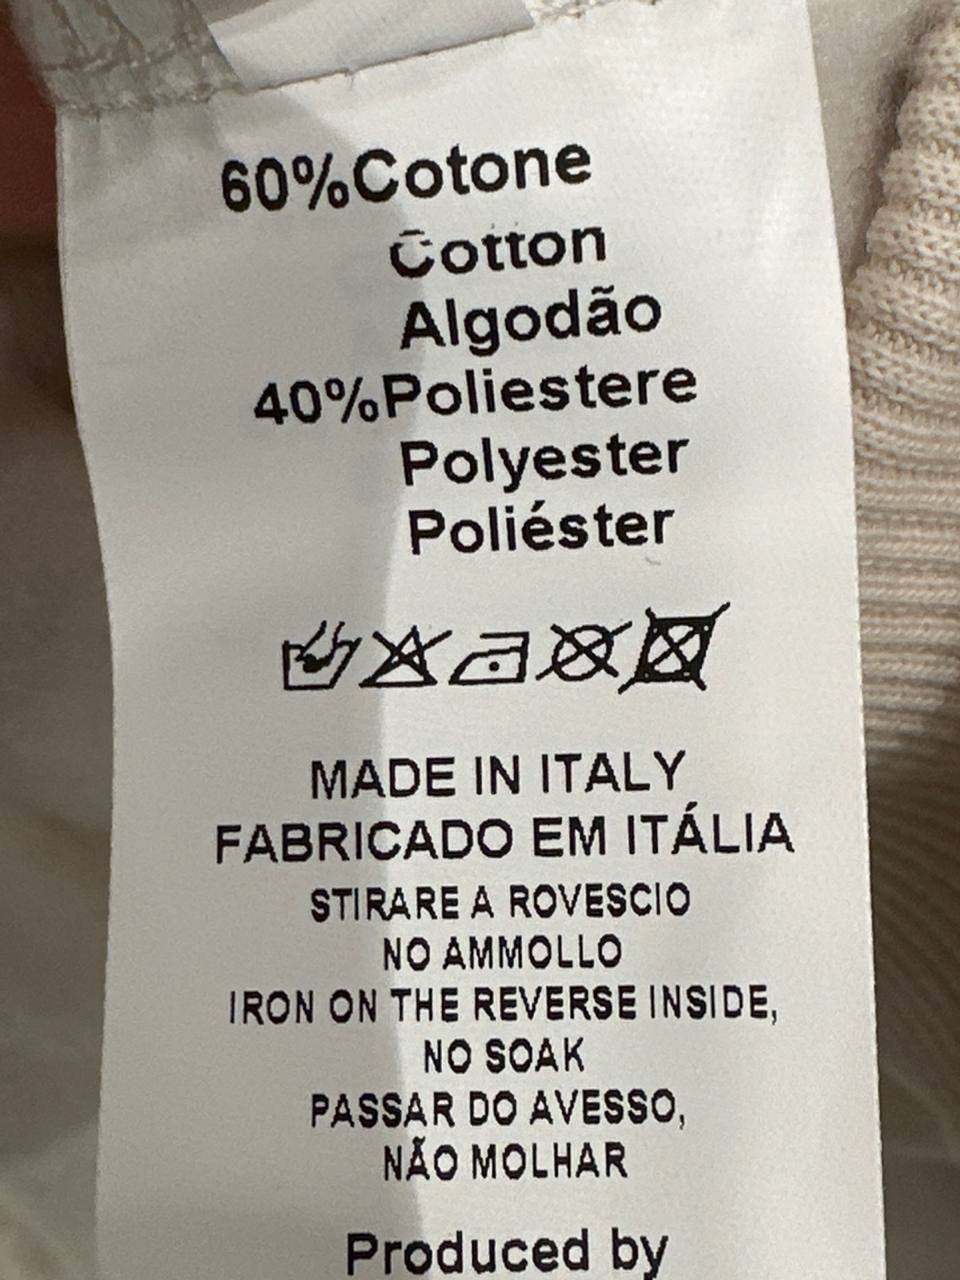 60%Cotone
Cotton
Algodão
40%Poliestere
Polyester
Poliéster
MADE IN ITALY
FABRICADO EM ITÁLIA
STIRARE A ROVESCIO
NO AMMOLLO
IRON ON THE REVERSE INSIDE,
NO SOAK
PASSAR DO AVESSO,
NÃO MOLHAR
Produced by